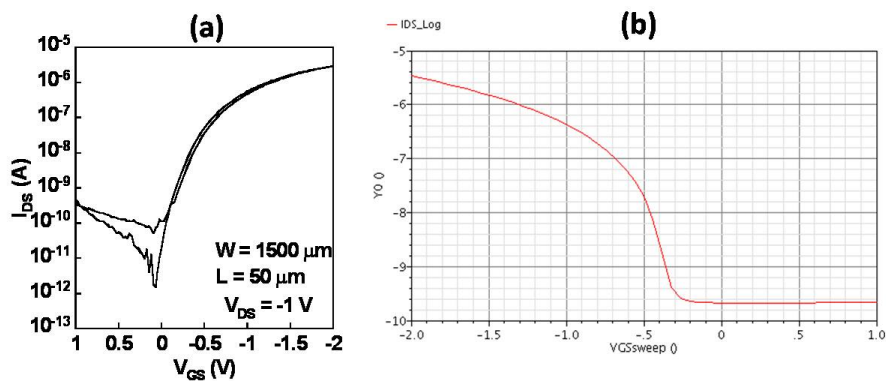 (a)
10-5
10-6
10-7
10-8
10-9
10-10
10-11
10-12
10-13
IDS (A)
W = 1500 μm
L = 50 μm
VDS = -1 V
1 0.5 0 -0.5 -1 -1.5 -2
VGS (V)
(b)
IDS_Log
-5
-6
-7
-8
-9
-10
Y0 ()
-2.0 -1.5 -1.0 -.5 0 .5 1.0
VGSsweep ()